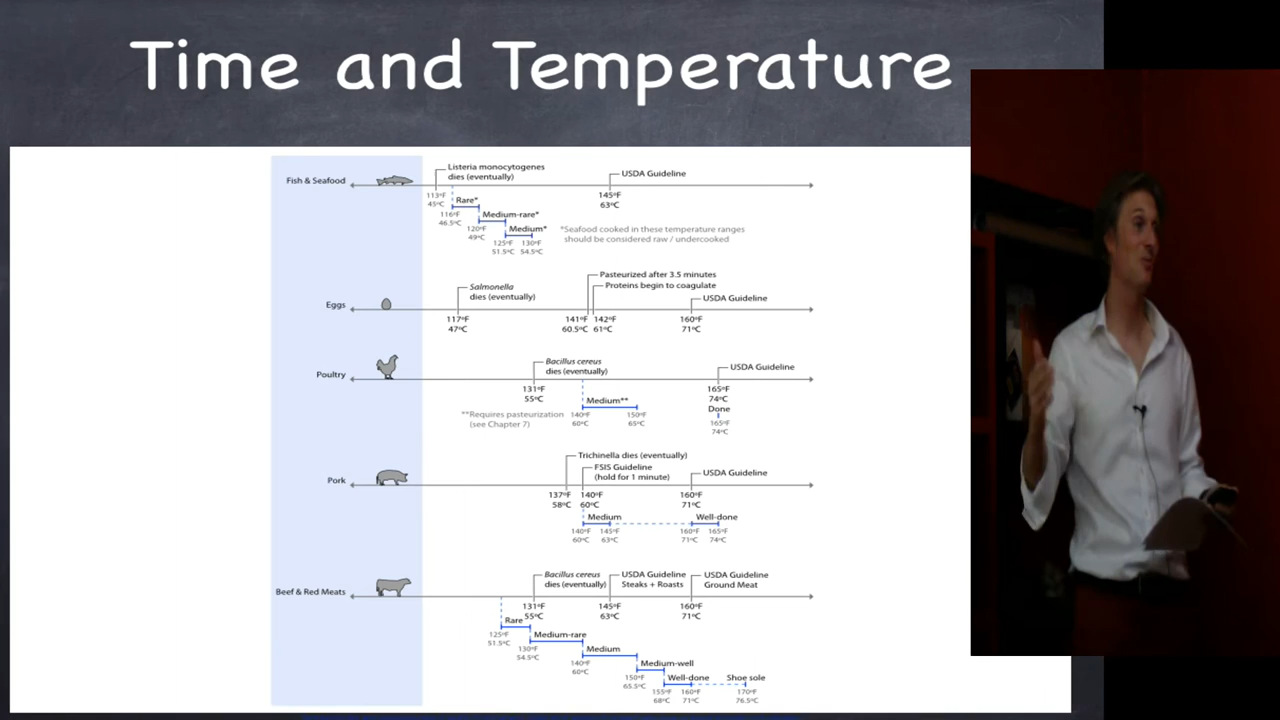 Time and Temperature
Fish & Seafood
Listeria monocytogenes
dies (eventually)
USDA Guideline
113°F
45°C
145°F
63°C
Rare*
116°F
46.5°C
Medium-rare*
120°F
49°C
Medium*
125°F 130°F
51.5°C 54.5°C
*Seafood cooked in these temperature ranges
should be considered raw / undercooked
Eggs
Salmonella
dies (eventually)
Pasteurized after 3.5 minutes
Proteins begin to coagulate
USDA Guideline
117°F
47°C
141°F
60.5°C
142°F
61°C
160°F
71°C
Poultry
Bacillus cereus
dies (eventually)
USDA Guideline
131°F
55°C
165°F
74°C
Medium**
140°F
60°C
150°F
65°C
Done
165°F
74°C
**Requires pasteurization
(see Chapter 7)
Pork
Trichinella dies (eventually)
FSIS Guideline
(hold for 1 minute)
USDA Guideline
137°F
58°C
140°F
60°C
160°F
71°C
Medium
140°F 145°F
60°C 63°C
Well-done
160°F 165°F
71°C 74°C
Beef & Red Meats
Bacillus cereus
dies (eventually)
USDA Guideline
Steaks + Roasts
USDA Guideline
Ground Meat
131°F
55°C
145°F
63°C
160°F
71°C
Rare
125°F
51.5°C
Medium-rare
130°F
54.5°C
Medium
140°F
60°C
Medium-well
150°F
65.5°C
Well-done
155°F 160°F
68°C 71°C
Shoe sole
170°F
76.5°C